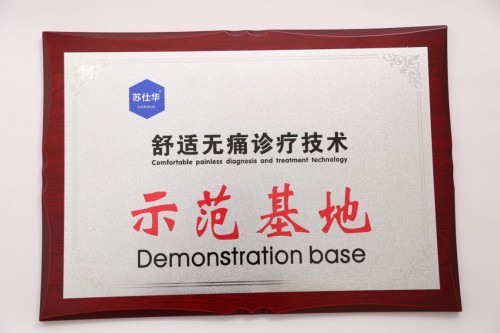 苏仕华
舒适无痛诊疗技术
Comfortable painless diagnosis and treatment technology
示范基地
Demonstration base